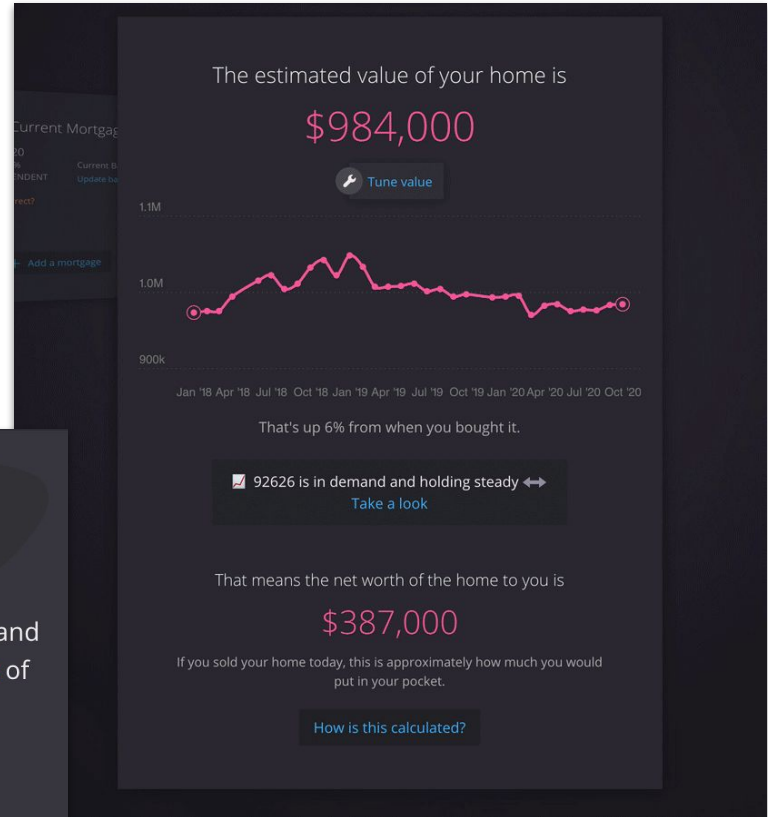 The estimated value of your home is
$984,000
Tune value
1.1M
1.0M
900k
Jan '18 Apr '18 Jul '18 Oct '18 Jan '19 Apr '19 Jul '19 Oct '19 Jan '20 Apr '20 Jul '20 Oct '20
That's up 6% from when you bought it.
92626 is in demand and holding steady
Take a look
That means the net worth of the home to you is
$387,000
If you sold your home today, this is approximately how much you would
put in your pocket.
How is this calculated?
Current Mortgag
20
%
Current B
ENDENT
Update ba
rect?
Add a mortgage
and
of